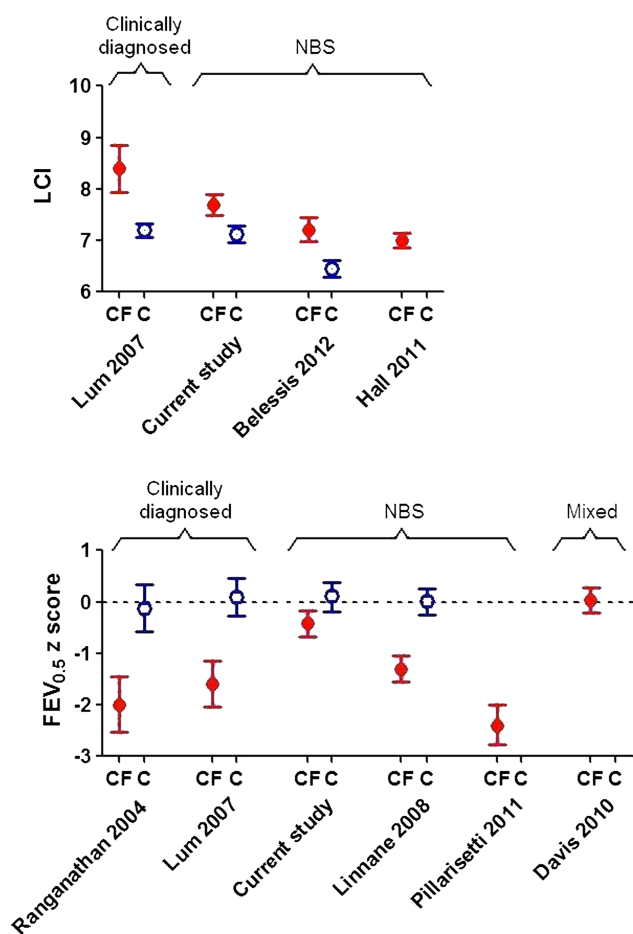 Clinically
diagnosed
NBS
10
9
8
7
6
LCI
CF C CF C CF C CF C
Lum 2007
Current study
Belessis 2012
Hall 2011
Clinically
diagnosed
NBS
Mixed
1
0
-1
-2
-3
FEV0.5 z score
CF C CF C CF C CF C CF C CF C
Ranganathan 2004
Lum 2007
Current study
Linnane 2008
Pillarisetti 2011
Davis 2010